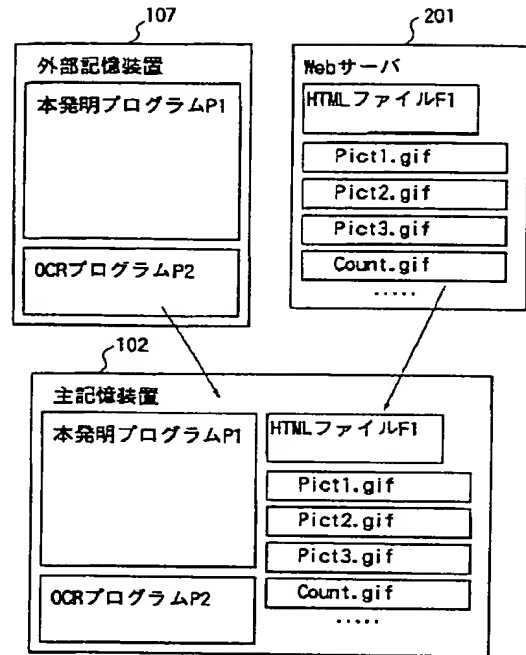 107
外部記憶装置
本発明プログラムP1
OCRプログラムP2
201
Webサーバ
HTMLファイルF1
Pict1.gif
Pict2.gif
Pict3.gif
Count.gif
.....
102
主記憶装置
本発明プログラムP1
OCRプログラムP2
HTMLファイルF1
Pict1.gif
Pict2.gif
Pict3.gif
Count.gif
.....